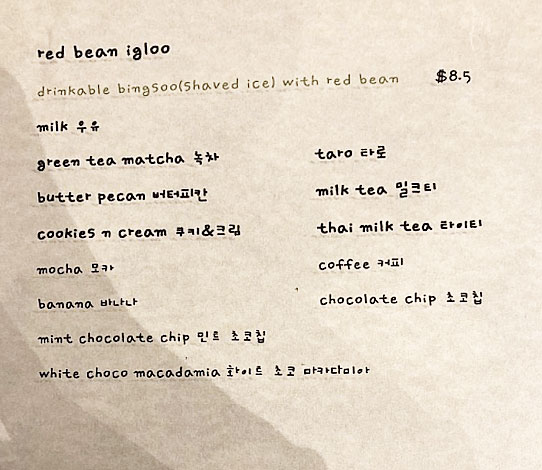 red bean igloo
drinkable bingsoo(shaved ice) with red bean $8.5
milk 우유
green tea matcha 녹차
butter pecan 버터피칸
cookies n cream 쿠키&크림
mocha 모카
banana 바나나
mint chocolate chip 민트 초코칩
white choco macadamia 화이트 초코 마카다미아
taro 타로
milk tea 밀크티
thai milk tea 타이티
coffee 커피
chocolate chip 초코칩